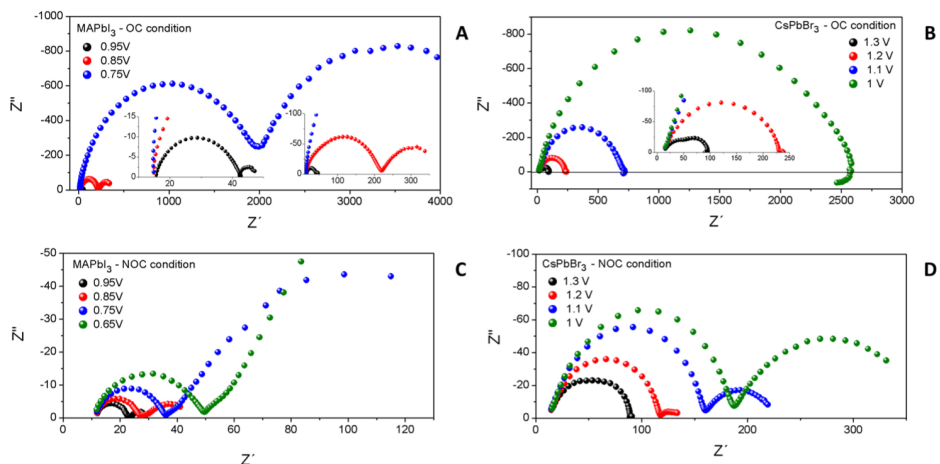 MAPbI3 - OC condition
0.95V
0.85V
0.75V
A
-1000
-800
-600
-400
-200
0
Z"
-15
-10
-5
0
20
40
-100
-50
0
0
100
200
300
0
1000
2000
3000
4000
Z´
CsPbBr3 - OC condition
1.3 V
1.2 V
1.1 V
1 V
B
-800
-600
-400
-200
0
Z"
-100
-50
0
0
50
100
150
200
250
0
500
1000
1500
2000
2500
3000
Z´
MAPbI3 - NOC condition
0.95V
0.85V
0.75V
0.65V
C
-50
-40
-30
-20
-10
0
Z"
0
20
40
60
80
100
120
Z´
CsPbBr3 - NOC condition
1.3 V
1.2 V
1.1 V
1 V
D
-100
-80
-60
-40
-20
0
Z"
0
100
200
300
Z´